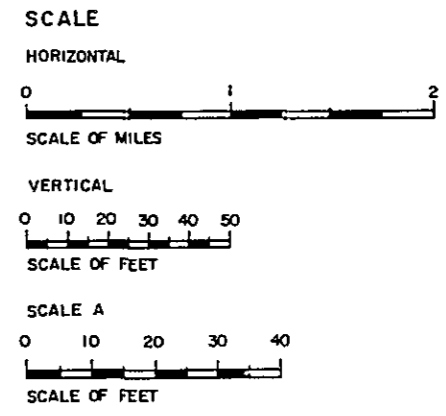 SCALE
HORIZONTAL
0 1 2
SCALE OF MILES
VERTICAL
0 10 20 30 40 50
SCALE OF FEET
SCALE A
0 10 20 30 40
SCALE OF FEET